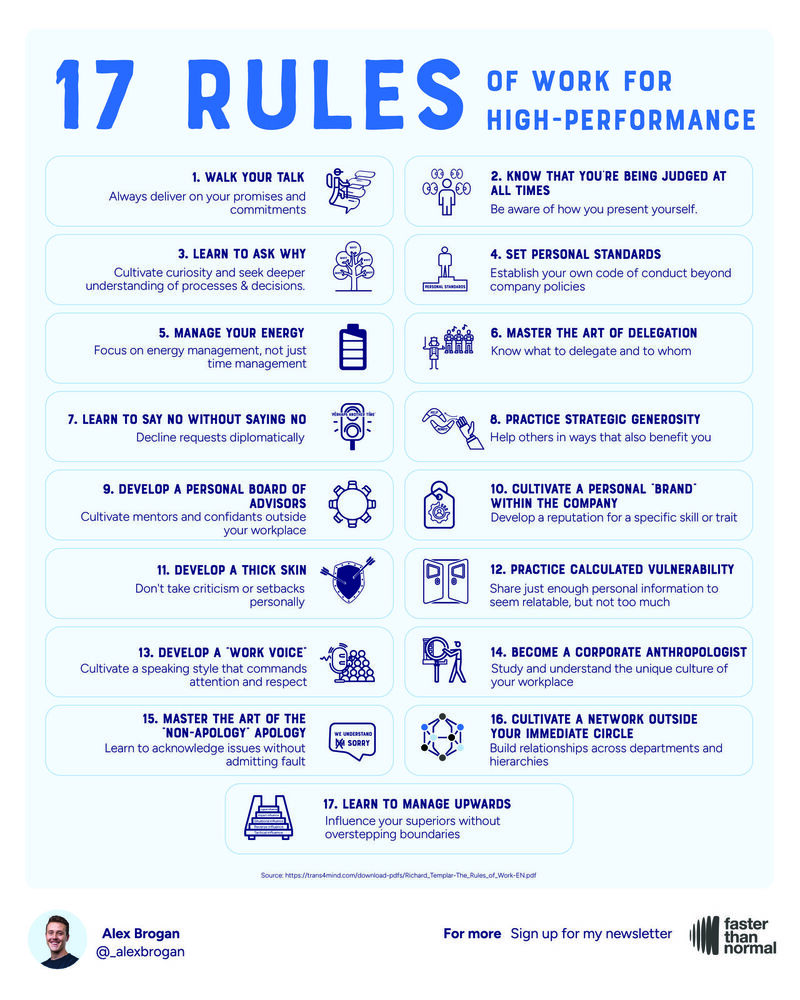 17 RULES
OF WORK FOR
HIGH-PERFORMANCE
1. WALK YOUR TALK
Always deliver on your promises and
commitments
2. KNOW THAT YOU'RE BEING JUDGED AT
ALL TIMES
Be aware of how you present yourself.
3. LEARN TO ASK WHY
Cultivate curiosity and seek deeper
understanding of processes & decisions.
4. SET PERSONAL STANDARDS
Establish your own code of conduct beyond
company policies
PERSONAL STANDARDS
5. MANAGE YOUR ENERGY
Focus on energy management, not just
time management
6. MASTER THE ART OF DELEGATION
Know what to delegate and to whom
7. LEARN TO SAY NO WITHOUT SAYING NO
Decline requests diplomatically
"PERHAPS ANOTHER TIME"
8. PRACTICE STRATEGIC GENEROSITY
Help others in ways that also benefit you
9. DEVELOP A PERSONAL BOARD OF
ADVISORS
Cultivate mentors and confidants outside
your workplace
10. CULTIVATE A PERSONAL "BRAND"
WITHIN THE COMPANY
Develop a reputation for a specific skill or trait
11. DEVELOP A THICK SKIN
Don't take criticism or setbacks
personally
12. PRACTICE CALCULATED VULNERABILITY
Share just enough personal information to
seem relatable, but not too much
13. DEVELOP A "WORK VOICE"
Cultivate a speaking style that commands
attention and respect
14. BECOME A CORPORATE ANTHROPOLOGIST
Study and understand the unique culture of
your workplace
15. MASTER THE ART OF THE
"NON-APOLOGY" APOLOGY
Learn to acknowledge issues without
admitting fault
WE UNDERSTAND
SORRY
16. CULTIVATE A NETWORK OUTSIDE
YOUR IMMEDIATE CIRCLE
Build relationships across departments and
hierarchies
17. LEARN TO MANAGE UPWARDS
Influence your superiors without
overstepping boundaries
Source: https://trans4mind.com/download-pdfs/Richard_Templar-The_Rules_of_Work-EN.pdf
Alex Brogan
@_alexbrogan
For more Sign up for my newsletter
faster
than
normal